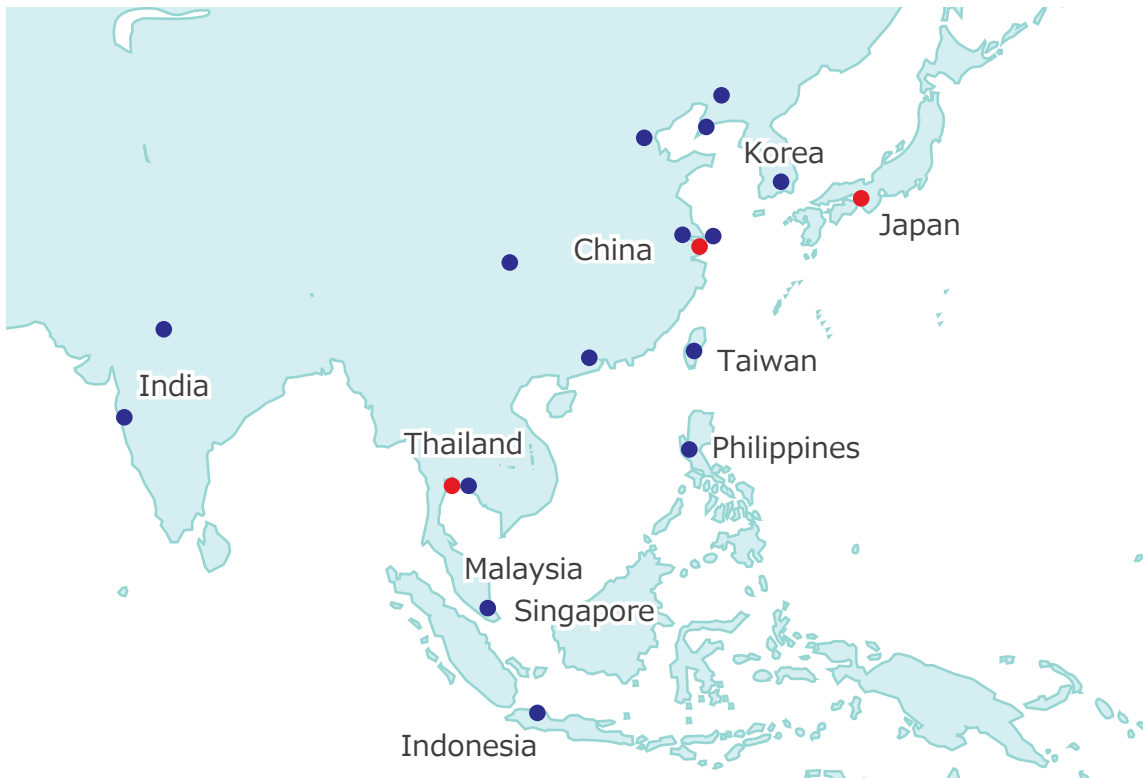 Korea
Japan
China
Taiwan
India
Thailand
Philippines
Malaysia
Singapore
Indonesia